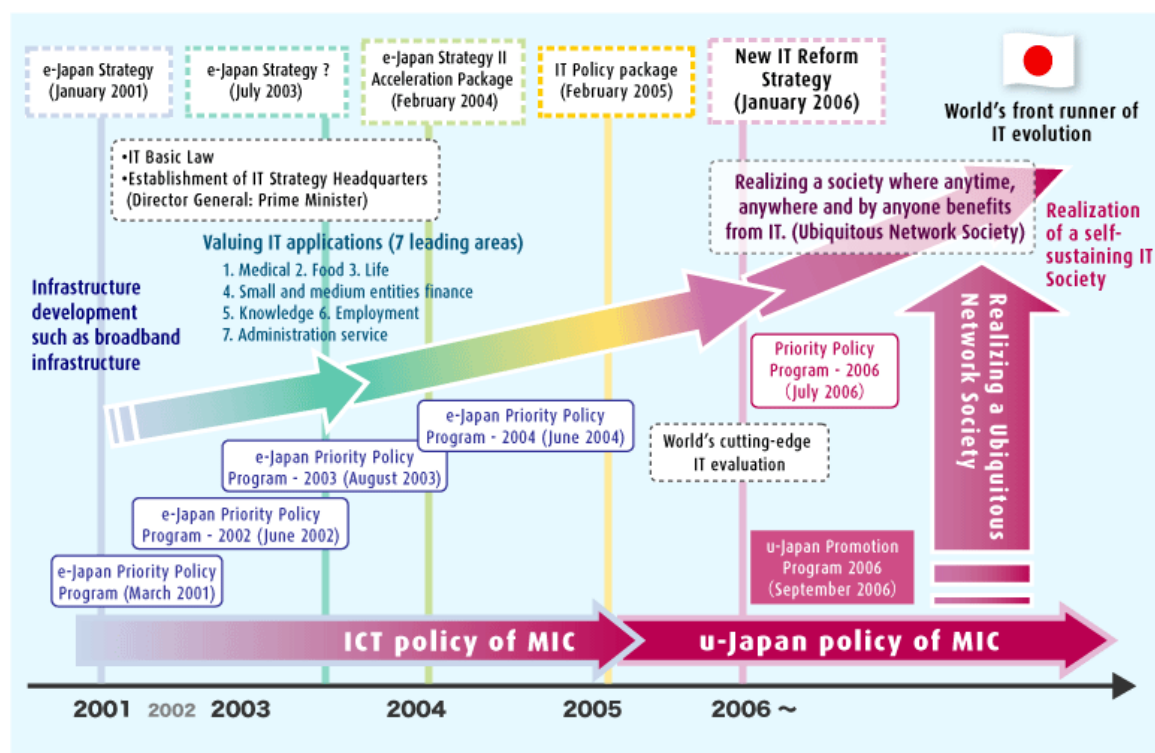 e-Japan Strategy
(January 2001)
e-Japan Strategy ?
(July 2003)
e-Japan Strategy II
Acceleration Package
(February 2004)
IT Policy package
(February 2005)
New IT Reform
Strategy
(January 2006)
World's front runner of
IT evolution
•IT Basic Law
•Establishment of IT Strategy Headquarters
(Director General: Prime Minister)
Realizing a society where anytime,
anywhere and by anyone benefits
from IT. (Ubiquitous Network Society)
Realization
of a self-
sustaining IT
Society
Valuing IT applications (7 leading areas)
1. Medical 2. Food 3. Life
4. Small and medium entities finance
5. Knowledge 6. Employment
7. Administration service
Infrastructure
development
such as broadband
infrastructure
Realizing a Ubiquitous
Network Society
Priority Policy
Program - 2006
(July 2006)
e-Japan Priority Policy
Program - 2004 (June 2004)
World's cutting-edge
IT evaluation
e-Japan Priority Policy
Program - 2003 (August 2003)
e-Japan Priority Policy
Program - 2002 (June 2002)
u-Japan Promotion
Program 2006
(September 2006)
e-Japan Priority Policy
Program (March 2001)
ICT policy of MIC
u-Japan policy of MIC
2001 2002 2003 2004 2005 2006 ~